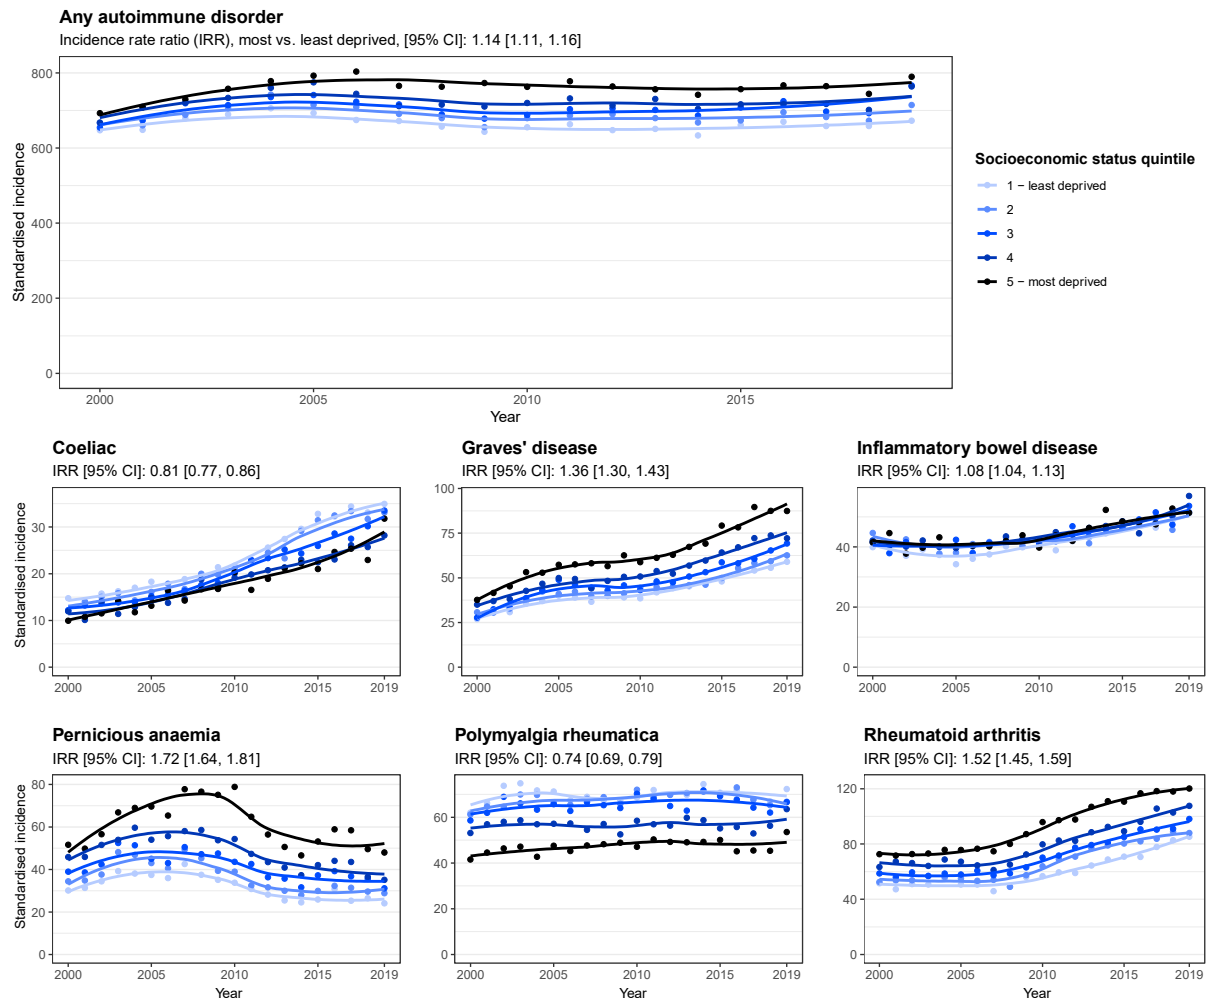 Any autoimmune disorder
Incidence rate ratio (IRR), most vs. least deprived, [95% CI]: 1.14 [1.11, 1.16]
Standardised incidence
800
600
400
200
0
2000
2005
2010
2015
Year
Socioeconomic status quintile
1 − least deprived
2
3
4
5 − most deprived
Coeliac
IRR [95% CI]: 0.81 [0.77, 0.86]
Standardised incidence
30
20
10
0
2000
2005
2010
2015
2019
Graves' disease
IRR [95% CI]: 1.36 [1.30, 1.43]
100
75
50
25
0
2000
2005
2010
2015
2019
Inflammatory bowel disease
IRR [95% CI]: 1.08 [1.04, 1.13]
40
20
0
2000
2005
2010
2015
2019
Pernicious anaemia
IRR [95% CI]: 1.72 [1.64, 1.81]
Standardised incidence
80
60
40
20
0
2000
2005
2010
2015
2019
Year
Polymyalgia rheumatica
IRR [95% CI]: 0.74 [0.69, 0.79]
60
40
20
0
2000
2005
2010
2015
2019
Year
Rheumatoid arthritis
IRR [95% CI]: 1.52 [1.45, 1.59]
120
80
40
0
2000
2005
2010
2015
2019
Year